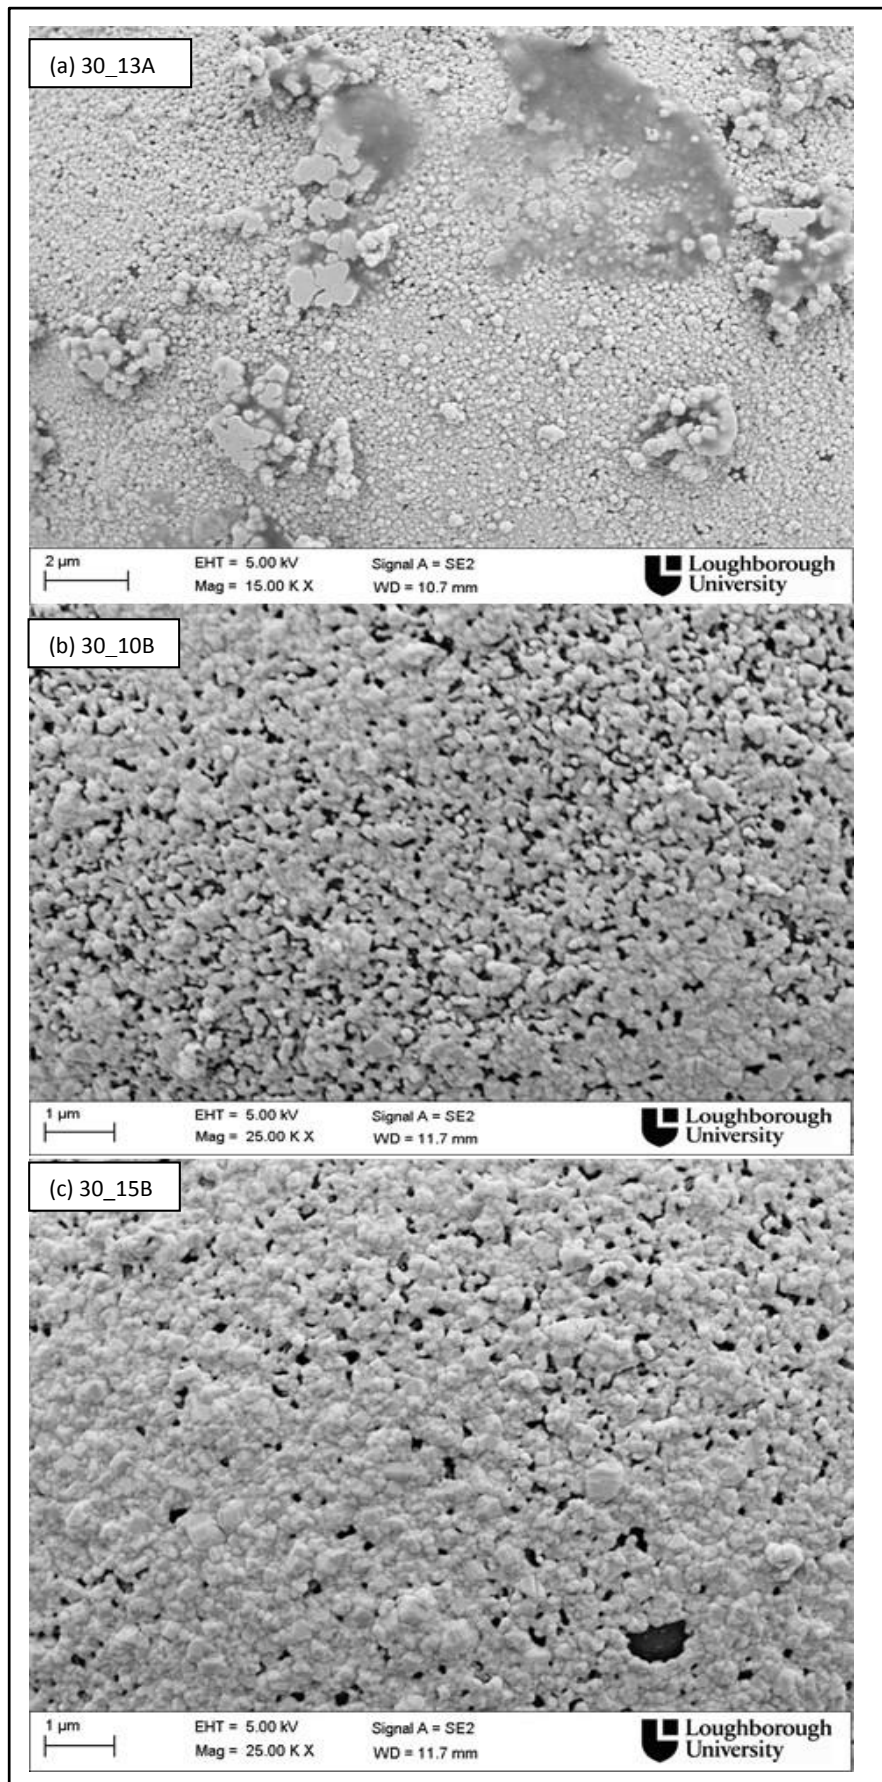 (a) 30_13A
2 µm
EHT = 5.00 kV
Signal A = SE2
Mag = 15.00 K X
WD = 10.7 mm
Loughborough
University
(b) 30_10B
1 µm
EHT = 5.00 kV
Signal A = SE2
Mag = 25.00 K X
WD = 11.7 mm
Loughborough
University
(c) 30_15B
1 µm
EHT = 5.00 kV
Signal A = SE2
Mag = 25.00 K X
WD = 11.7 mm
Loughborough
University